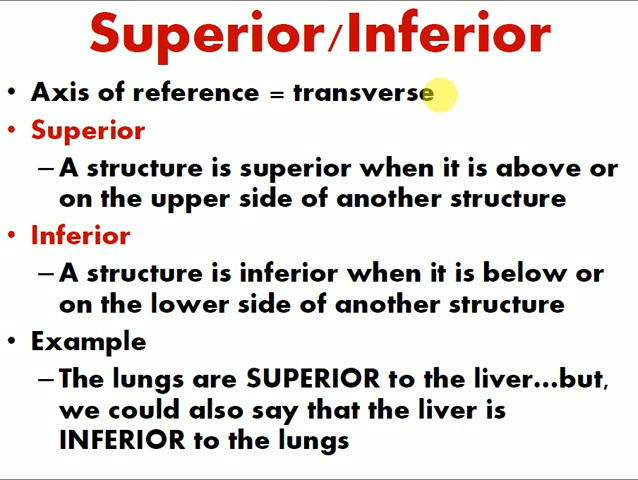 Superior/Inferior
• Axis of reference = transverse
• Superior
– A structure is superior when it is above or
on the upper side of another structure
• Inferior
– A structure is inferior when it is below or
on the lower side of another structure
• Example
– The lungs are SUPERIOR to the liver...but,
we could also say that the liver is
INFERIOR to the lungs